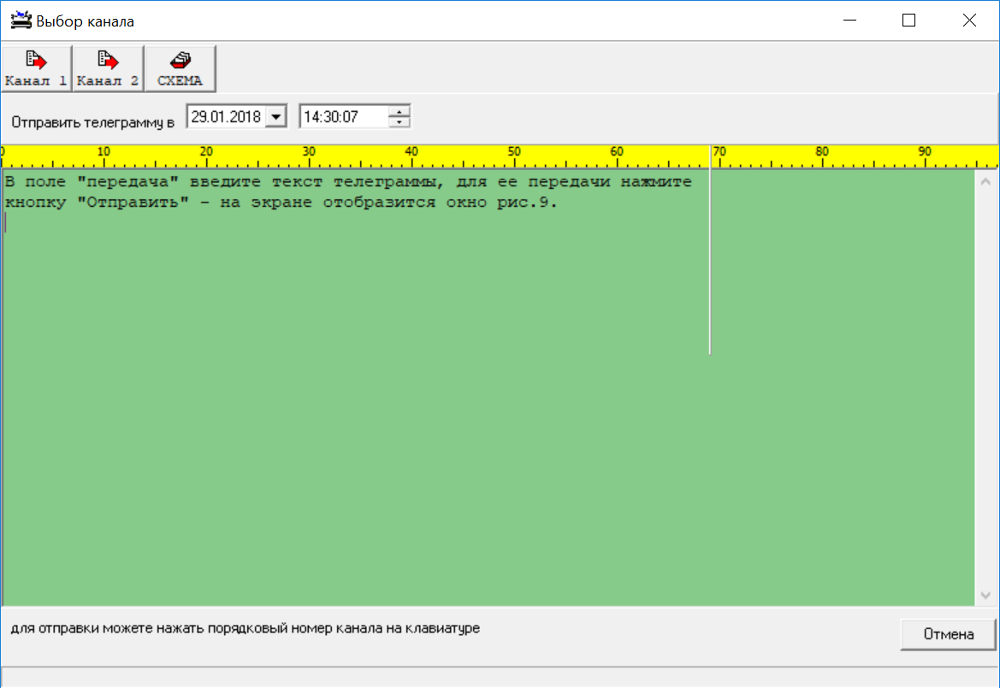 Выбор канала
Канал 1 Канал 2 СХЕМА
Отправить телеграмму в 29.01.2018 14:30:07
0 10 20 30 40 50 60 70 80 90
В поле "передача" введите текст телеграммы, для ее передачи нажмите
кнопку "Отправить" - на экране отобразится окно рис.9.
для отправки можете нажать порядковый номер канала на клавиатуре
Отмена